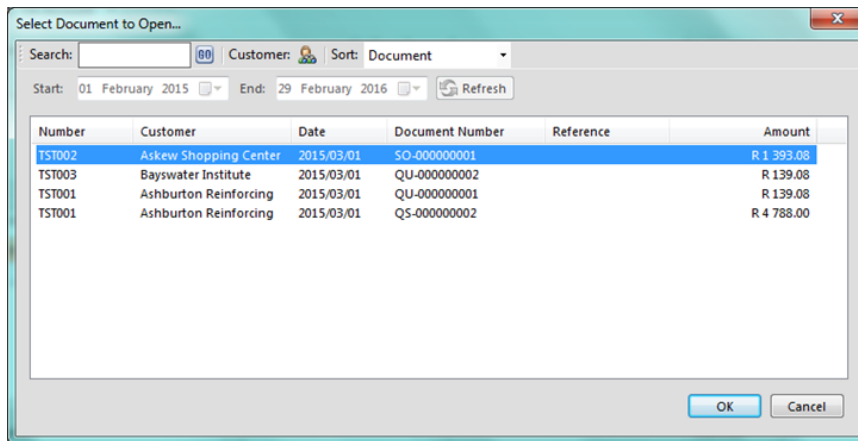 Select Document to Open...
Search: GO Customer: Sort: Document
Start: 01 February 2015 End: 29 February 2016 Refresh
Number Customer Date Document Number Reference Amount
TST002 Askew Shopping Center 2015/03/01 SO-000000001 R 1 393.08
TST003 Bayswater Institute 2015/03/01 QU-000000002 R 139.08
TST001 Ashburton Reinforcing 2015/03/01 QU-000000001 R 139.08
TST001 Ashburton Reinforcing 2015/03/01 QS-000000002 R 4 788.00
OK Cancel